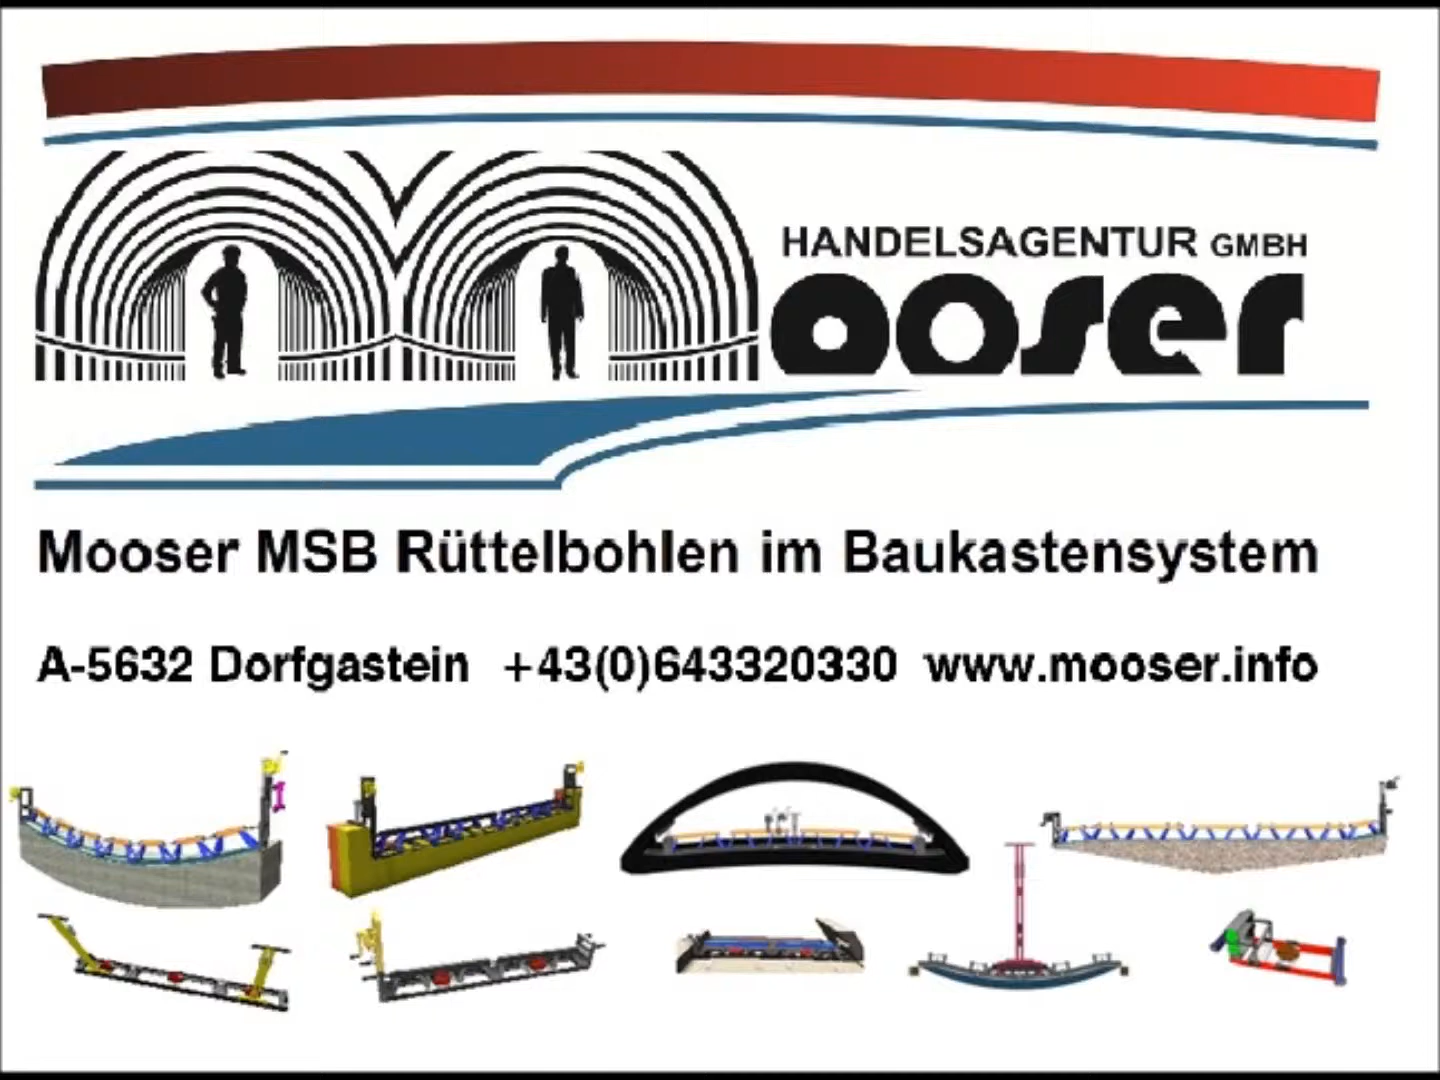 HANDELSAGENTUR GMBH
Mooser
Mooser MSB Rüttelbohlen im Baukastensystem
A-5632 Dorfgastein +43(0)643320330 www.mooser.info